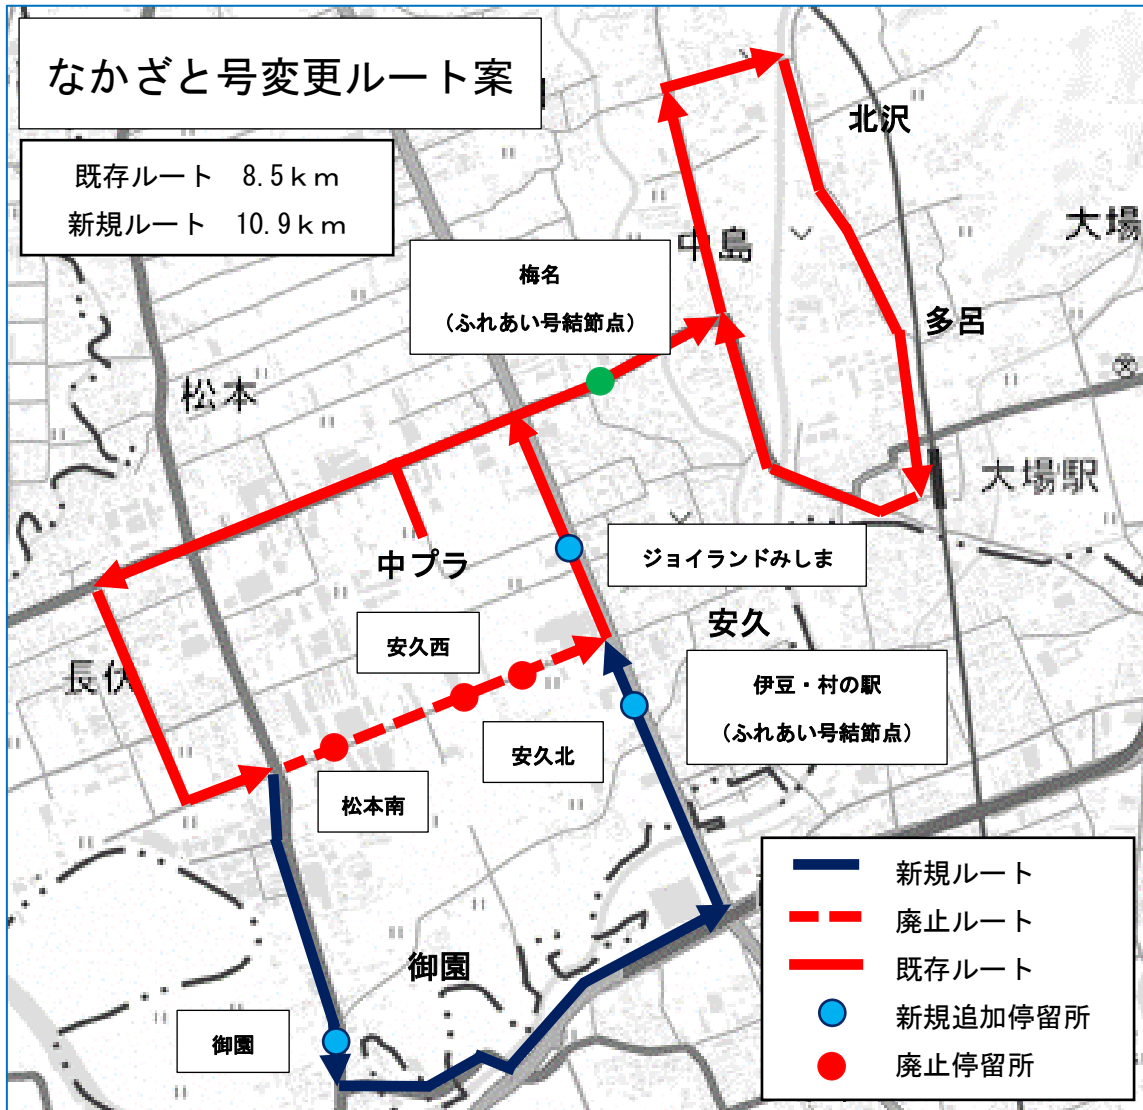 なかざと号変更ルート案
既存ルート 8.5km
新規ルート 10.9km
北沢
大場
中島
梅名
(ふれあい号結節点)
多呂
松本
大場駅
中プラ
ジョイランドみしま
安久
安久西
長伏
伊豆・村の駅
(ふれあい号結節点)
安久北
松本南
御園
御園
新規ルート
廃止ルート
既存ルート
新規追加停留所
廃止停留所